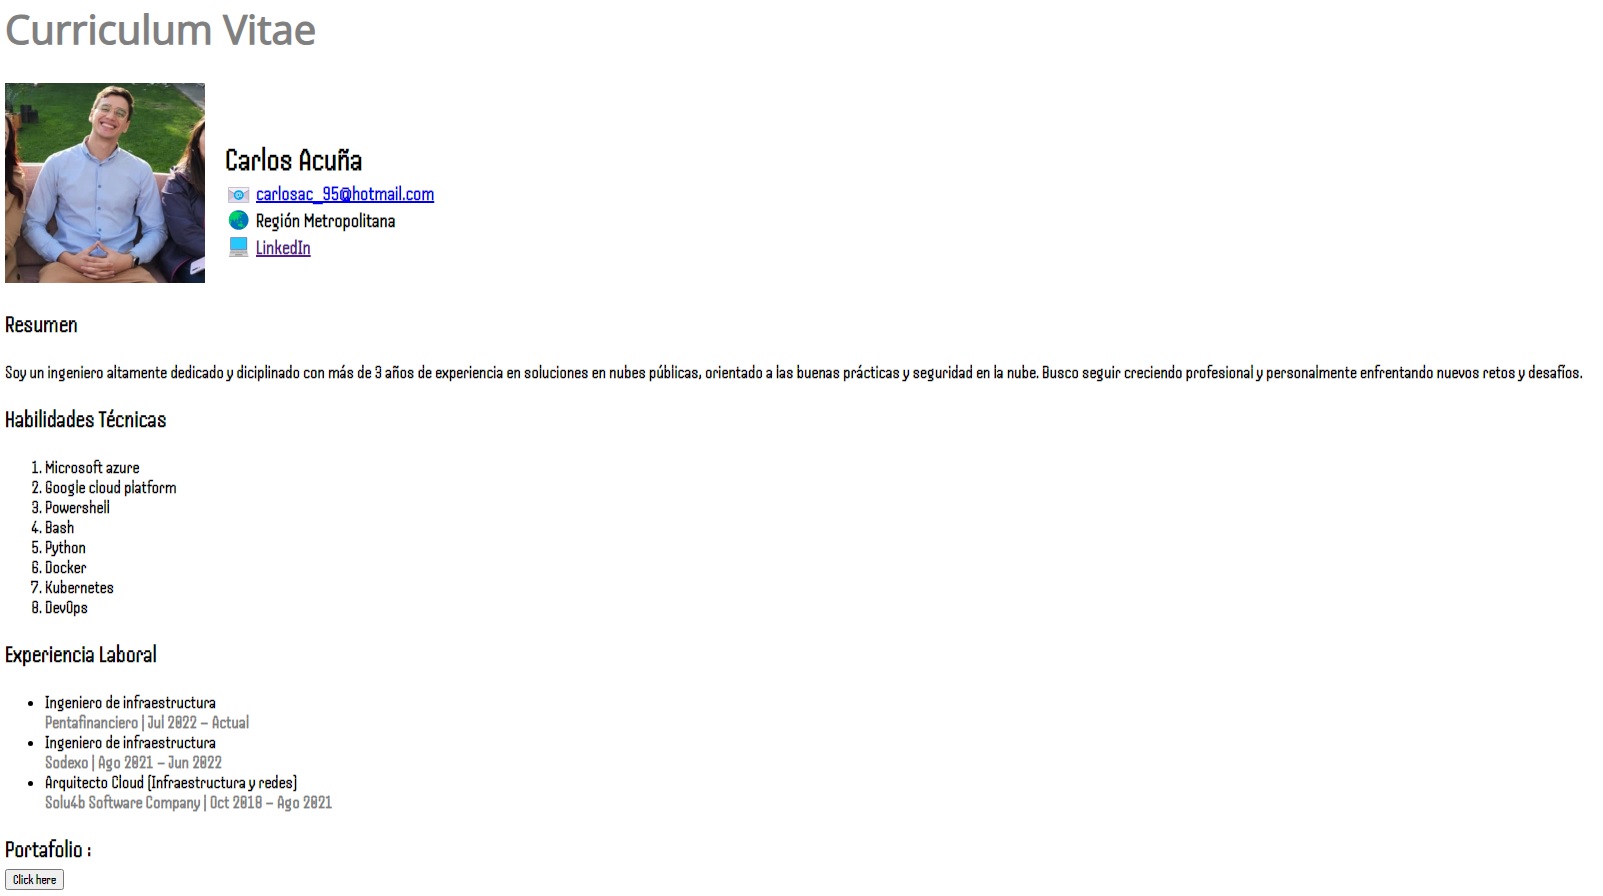 Curriculum Vitae
Carlos Acuña
carlosac_95@hotmail.com
Región Metropolitana
LinkedIn
Resumen
Soy un ingeniero altamente dedicado y diciplinado con más de 3 años de experiencia en soluciones en nubes públicas, orientado a las buenas prácticas y seguridad en la nube. Busco seguir creciendo profesional y personalmente enfrentando nuevos retos y desafíos.
Habilidades Técnicas
1. Microsoft azure
2. Google cloud platform
3. Powershell
4. Bash
5. Python
6. Docker
7. Kubernetes
8. DevOps
Experiencia Laboral
• Ingeniero de infraestructura
Pentafinanciero | Jul 2022 – Actual
• Ingeniero de infraestructura
Sodexo | Ago 2021 – Jun 2022
• Arquitecto Cloud (Infraestructura y redes)
Solu4b Software Company | Oct 2018 – Ago 2021
Portafolio :
Click here